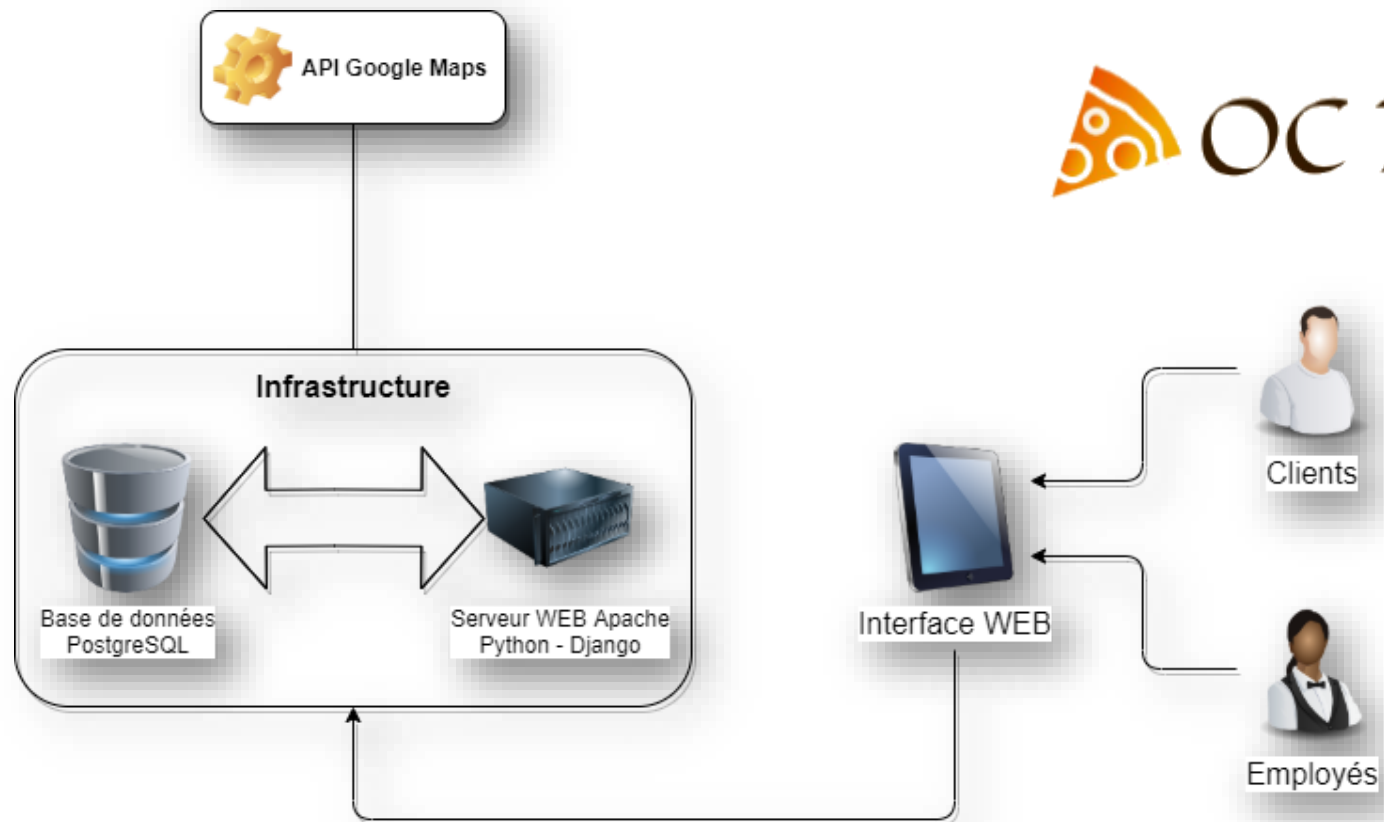 API Google Maps
OC
Infrastructure
Clients
Base de données
PostgreSQL
Serveur WEB Apache
Python - Django
Interface WEB
Employés